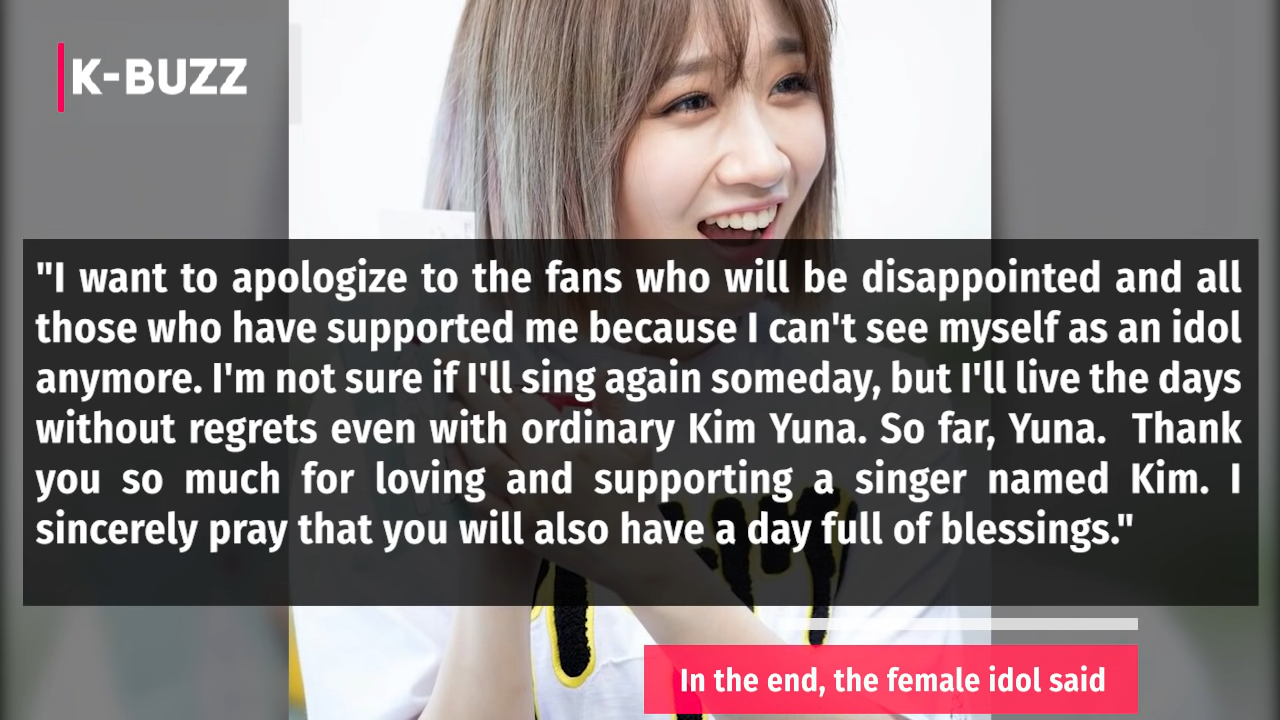 K-BUZZ
"I want to apologize to the fans who will be disappointed and all
those who have supported me because I can't see myself as an idol
anymore. I'm not sure if I'll sing again someday, but I'll live the days
without regrets even with ordinary Kim Yuna. So far, Yuna.  Thank
you so much for loving and supporting a singer named Kim. I
sincerely pray that you will also have a day full of blessings."
In the end, the female idol said